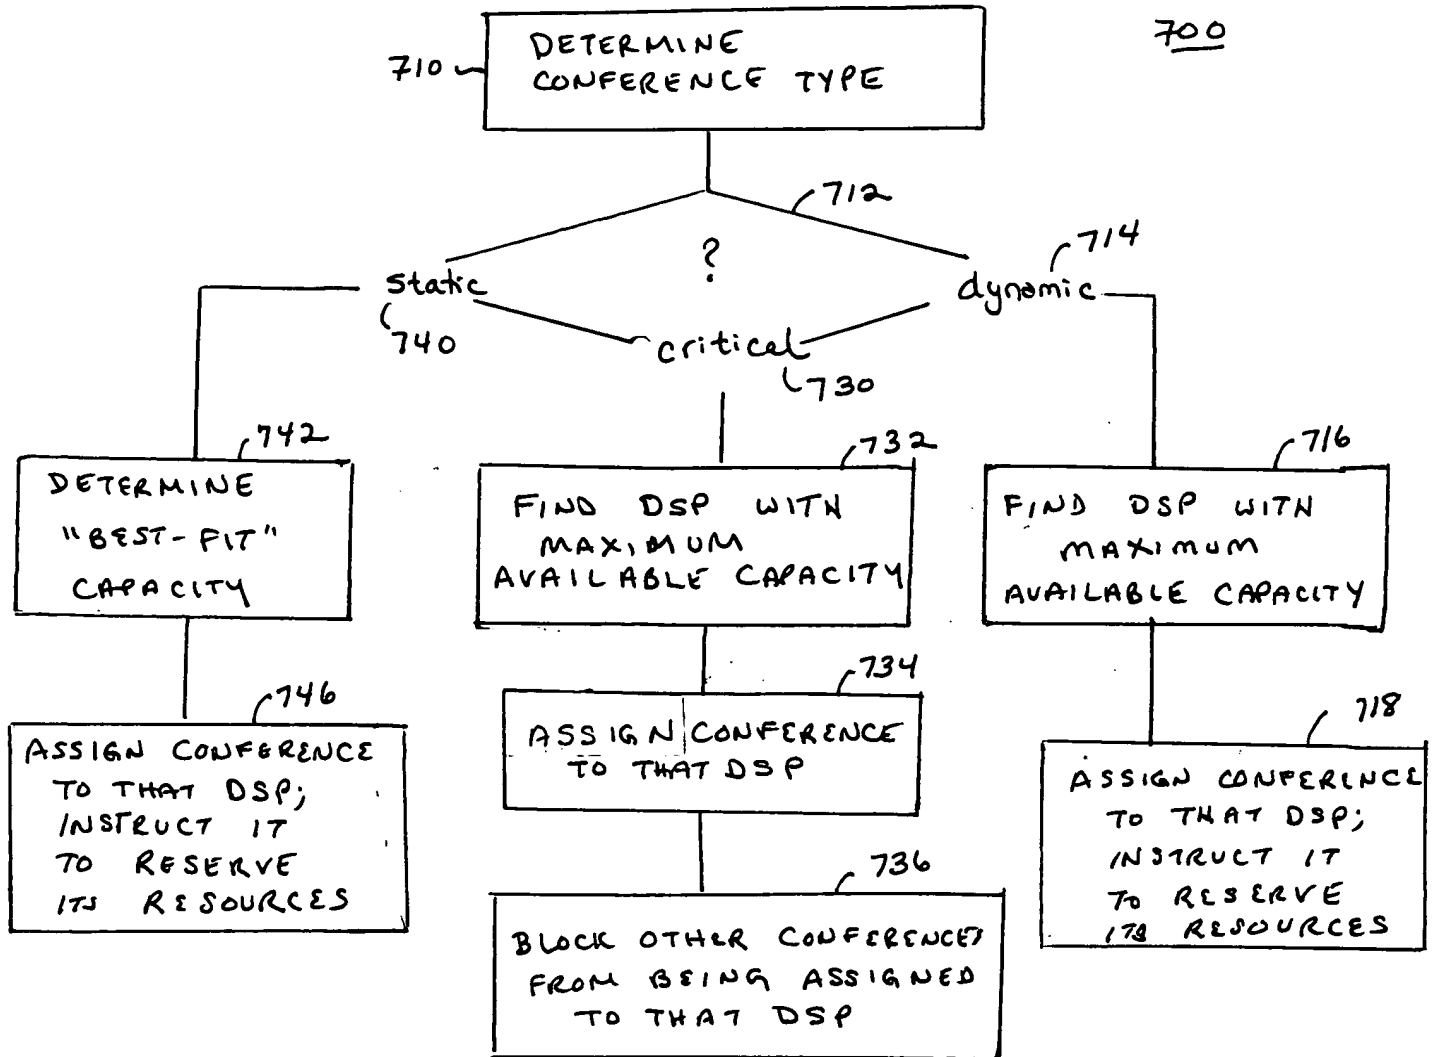 700
710
DETERMINE
CONFERENCE TYPE
712
?
static
740
critical
730
dynamic
714
742
DETERMINE
"BEST-FIT"
CAPACITY
746
ASSIGN CONFERENCE
TO THAT DSP;
INSTRUCT IT
TO RESERVE
ITS RESOURCES
732
FIND DSP WITH
MAXIMUM
AVAILABLE CAPACITY
734
ASSIGN CONFERENCE
TO THAT DSP
736
BLOCK OTHER CONFERENCES
FROM BEING ASSIGNED
TO THAT DSP
716
FIND DSP WITH
MAXIMUM
AVAILABLE CAPACITY
718
ASSIGN CONFERENCE
TO THAT DSP;
INSTRUCT IT
TO RESERVE
ITS RESOURCES